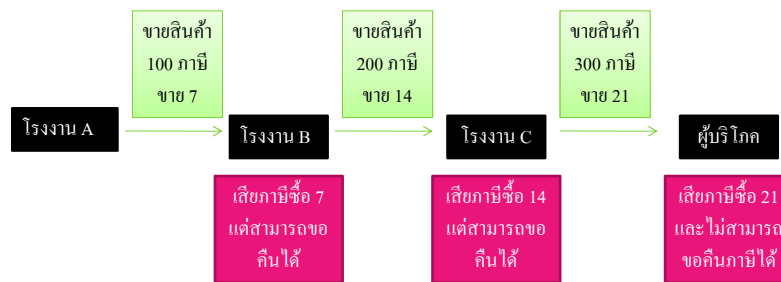 ขายสินค้า
100 ภาษี
ขาย 7
ขายสินค้า
200 ภาษี
ขาย 14
ขายสินค้า
300 ภาษี
ขาย 21
โรงงาน A
โรงงาน B
โรงงาน C
ผู้บริโภค
เสียภาษีซื้อ 7
แต่สามารถขอ
คืนได้
เสียภาษีซื้อ 14
แต่สามารถขอ
คืนได้
เสียภาษีซื้อ 21
และไม่สามารถ
ขอคืนภาษีได้